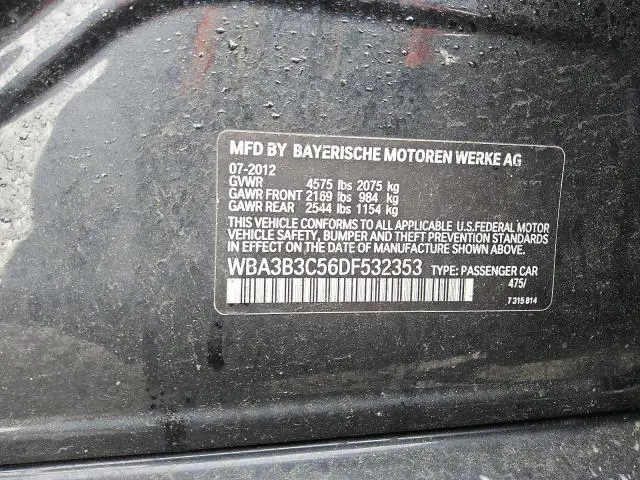 MFD BY BAYERISCHE MOTOREN WERKE AG
07-2012
GVWR 4575 lbs 2075 kg
GAWR FRONT 2169 lbs 984 kg
GAWR REAR 2544 lbs 1154 kg
THIS VEHICLE CONFORMS TO ALL APPLICABLE U.S.FEDERAL MOTOR
VEHICLE SAFETY, BUMPER AND THEFT PREVENTION STANDARDS
IN EFFECT ON THE DATE OF MANUFACTURE SHOWN ABOVE.
WBA3B3C56DF532353 TYPE: PASSENGER CAR
475/
7 315 814